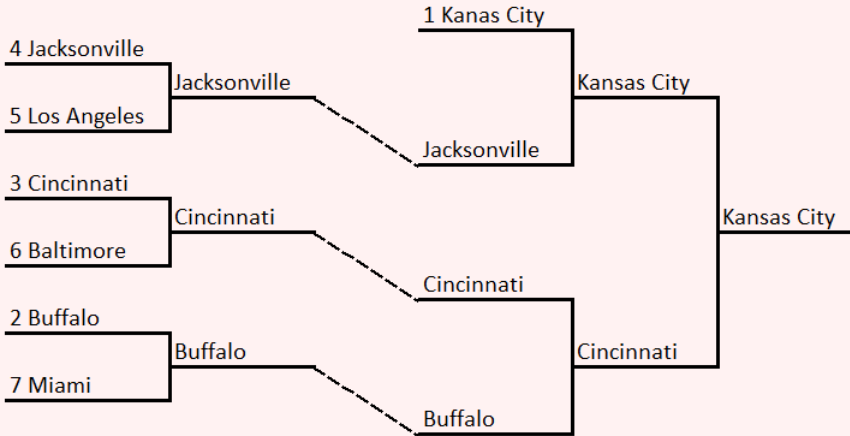 1 Kanas City
4 Jacksonville
Jacksonville
Kansas City
5 Los Angeles
Jacksonville
3 Cincinnati
Cincinnati
Kansas City
6 Baltimore
Cincinnati
2 Buffalo
Buffalo
Cincinnati
7 Miami
Buffalo